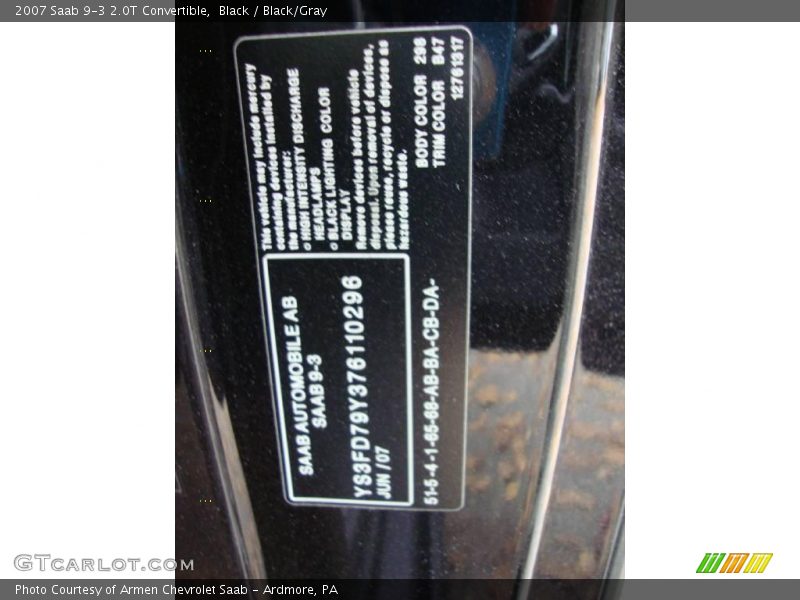 2007 Saab 9-3 2.0T Convertible,  Black / Black/Gray
This vehicle may include mercury
containing devices installed by
the manufacturer:
o HIGH INTENSITY DISCHARGE
HEADLAMPS
o BLACK LIGHTING COLOR
DISPLAY
Remove devices before vehicle
disposal. Upon removal of devices,
please reuse, recycle or dispose as
hazardous waste.
BODY COLOR 298
TRIM COLOR B47
12761317
SAAB AUTOMOBILE AB
SAAB 9-3
YS3FD79Y376110296
JUN / 07
51-5-4-1-65-68-AB-BA-CB-DA-
GTcarlot.com
Photo Courtesy of Armen Chevrolet Saab - Ardmore, PA